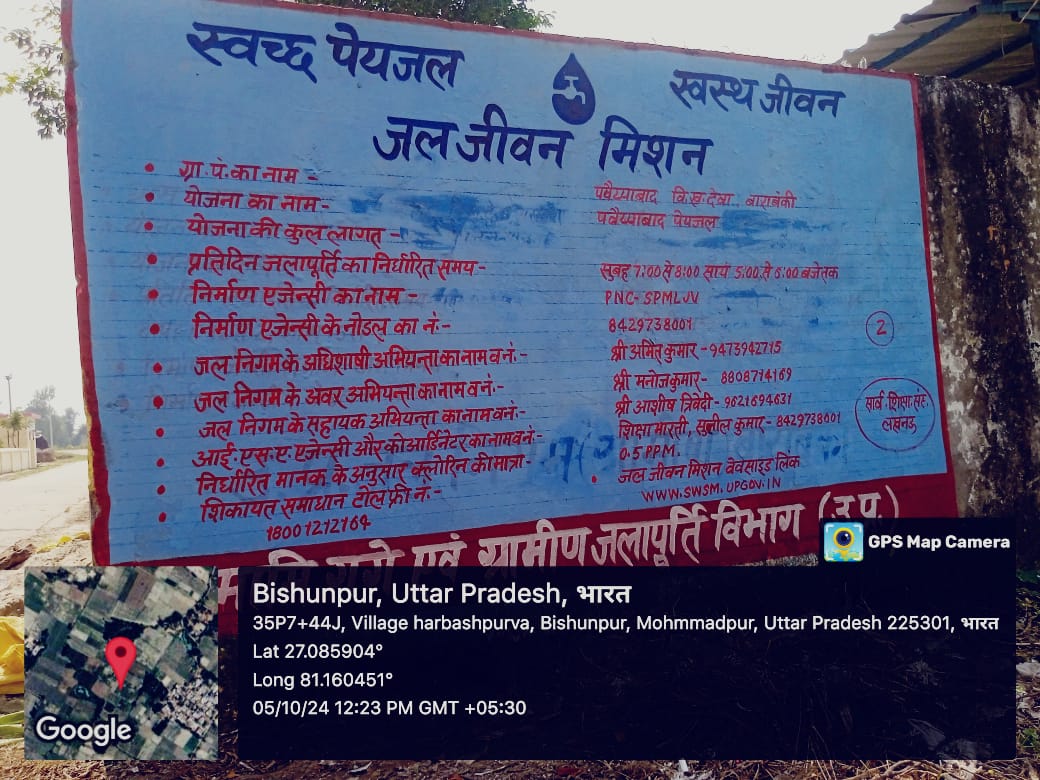 स्वच्छ पेयजल
स्वस्थ जीवन
जल जीवन मिशन
ग्रा.पं.का नाम -
पवैय्याबाद वि.ख.देवा, बाराबंकी
योजना का नाम -
पवैय्याबाद पेयजल
योजना की कुल लागत -
प्रतिदिन जलापूर्ति का निर्धारित समय -
सुबह 7:00 से 8:00 सायं 5:00 से 6:00 बजे तक
निर्माण एजेन्सी का नाम -
PNC-SPMLJV
निर्माण एजेन्सी के नोडल का नं:-
8429738001
2
जल निगम के अधिशाषी अभियन्ता का नाम व नं:-
श्री अमित कुमार - 9473942715
जल निगम के अवर अभियन्ता का नाम व नं:-
श्री मनोज कुमार - 8808714169
जल निगम के सहायक अभियन्ता का नाम व नं:-
श्री आशीष त्रिवेदी - 9621694631
आई.एस.ए. एजेन्सी और कोआर्डिनेटर का नाम व नं:-
शिक्षा भारती, सुनील कुमार - 8429738001
सार्व. शिक्षा संट.
लखनऊ
निर्धारित मानक के अनुसार क्लोरिन की मात्रा -
0.5 PPM.
शिकायत समाधान टोल फ्री नं:-
18001212164
जल जीवन मिशन वेवसाइड लिंक
WWW.SWSM.UPGOV.IN
एवं ग्रामीण जलापूर्ति विभाग (उ.प्र.)
GPS Map Camera
Bishunpur, Uttar Pradesh, भारत
35P7+44J, Village harbashpurva, Bishunpur, Mohmmadpur, Uttar Pradesh 225301, भारत
Lat 27.085904°
Long 81.160451°
05/10/24 12:23 PM GMT +05:30
Google